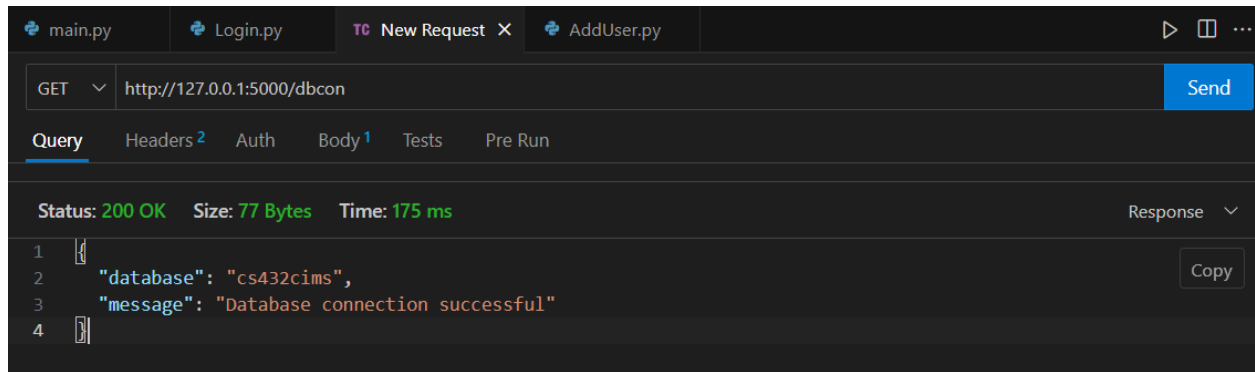 main.py Login.py TC New Request AddUser.py
GET http://127.0.0.1:5000/dbcon Send
Query Headers 2 Auth Body 1 Tests Pre Run
Status: 200 OK Size: 77 Bytes Time: 175 ms Response
1 {
2 "database": "cs432cims",
3 "message": "Database connection successful"
4 }
Copy